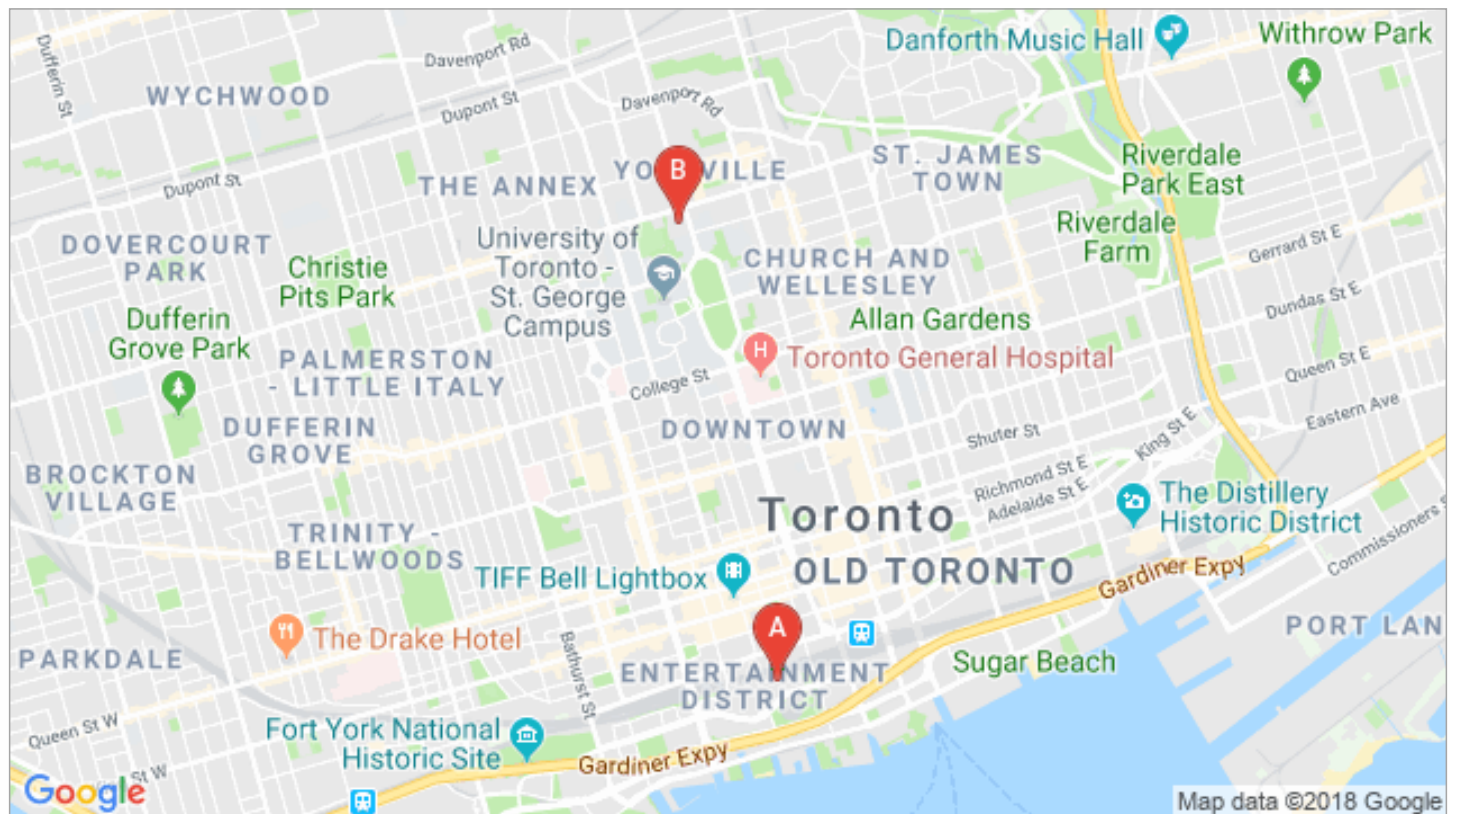 Danforth Music Hall
Withrow Park
Dufferin St
Davenport Rd
WYCHWOOD
Dupont St
Davenport Rd
ST. JAMES
TOWN
Riverdale
Park East
THE ANNEX
B
Dupont St
Riverdale
Farm
University of
Toronto -
St. George
Campus
DOVERCOURT
PARK
Christie
Pits Park
CHURCH AND
WELLESLEY
Gerrard St E
Dundas St E
Dufferin
Grove Park
Allan Gardens
H
Toronto General Hospital
PALMERSTON
- LITTLE ITALY
College St
Queen St E
Eastern Ave
DUFFERIN
GROVE
DOWNTOWN
Shuter St
King St E
BROCKTON
VILLAGE
Richmond St E
Adelaide St E
The Distillery
Historic District
Toronto
OLD TORONTO
TRINITY -
BELLWOODS
TIFF Bell Lightbox
Gardiner Expy
Commissioners S
A
The Drake Hotel
PARKDALE
Bathurst St
ENTERTAINMENT
DISTRICT
Sugar Beach
PORT LAN
Queen St W
Fort York National
Historic Site
Gardiner Expy
St W
Google
Map data ©2018 Google